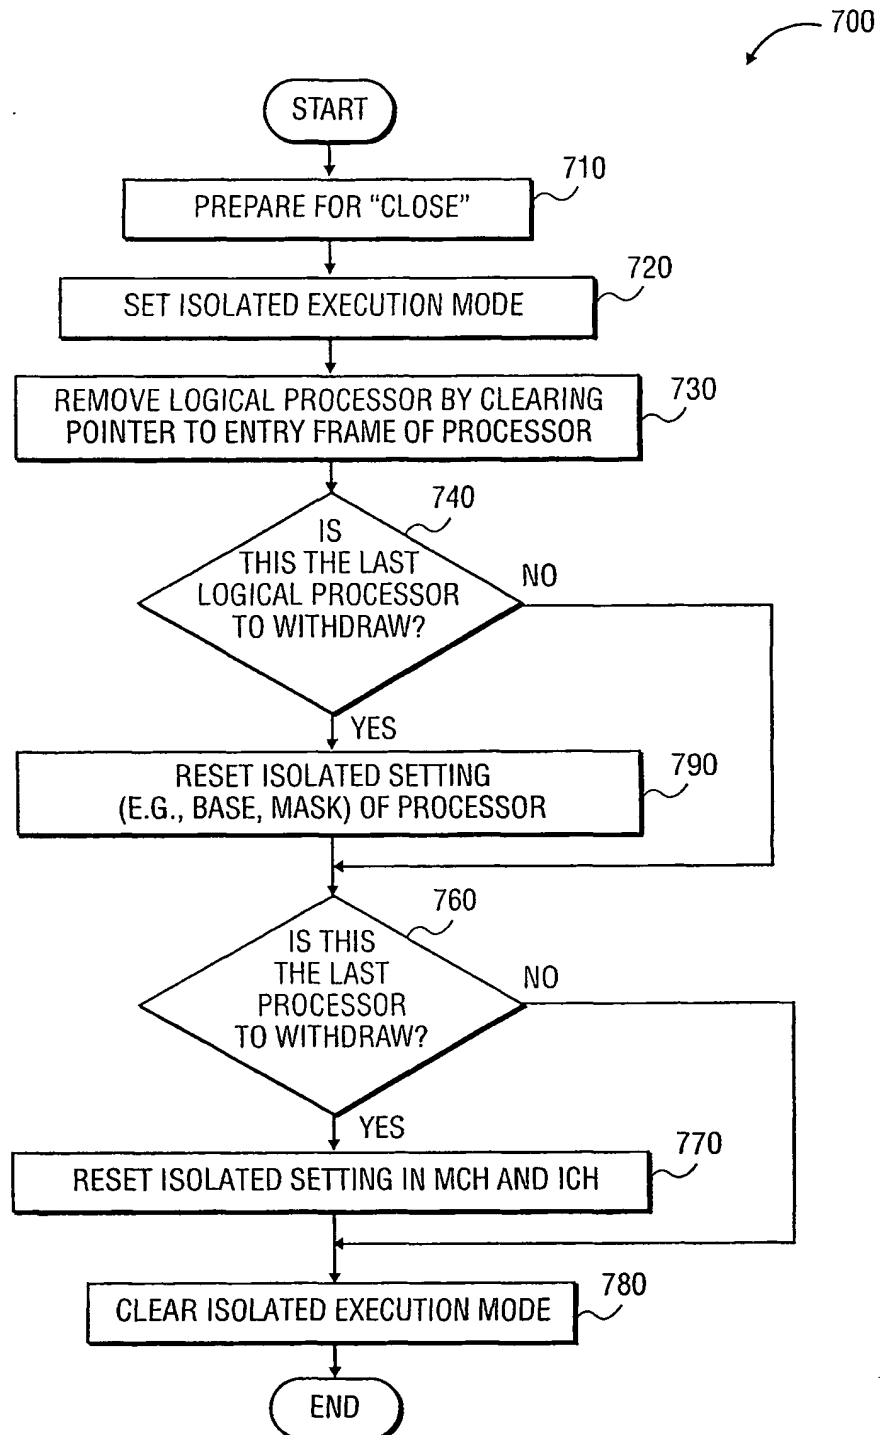 700
START
710
PREPARE FOR “CLOSE”
720
SET ISOLATED EXECUTION MODE
730
REMOVE LOGICAL PROCESSOR BY CLEARING
POINTER TO ENTRY FRAME OF PROCESSOR
740
IS
THIS THE LAST
LOGICAL PROCESSOR
TO WITHDRAW?
NO
YES
790
RESET ISOLATED SETTING
(E.G., BASE, MASK) OF PROCESSOR
760
IS THIS
THE LAST
PROCESSOR
TO WITHDRAW?
NO
YES
770
RESET ISOLATED SETTING IN MCH AND ICH
780
CLEAR ISOLATED EXECUTION MODE
END